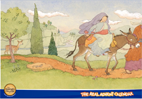 THE REAL ADVENT CALENDAR